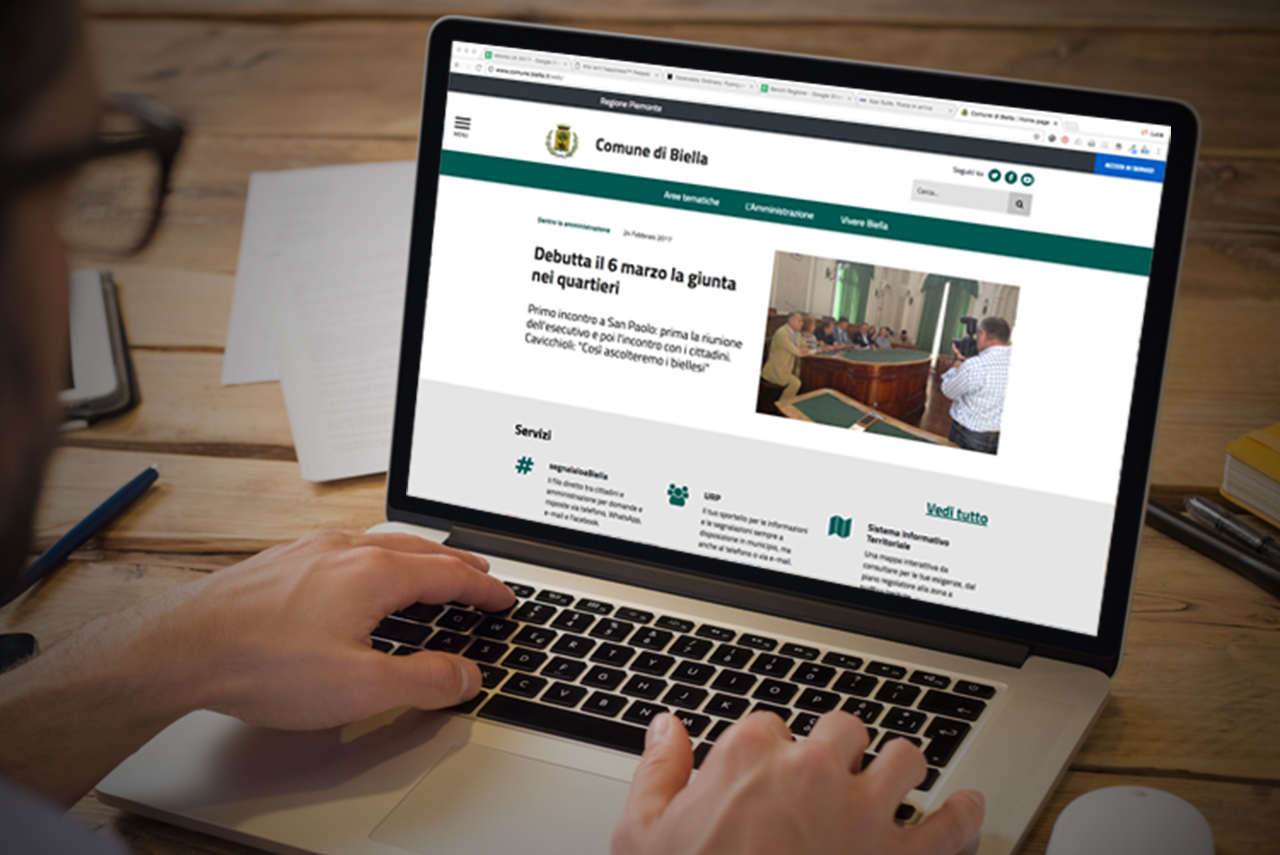 www.comune.biella.it/web/
Comune di Biella | Home page
Regione Piemonte
ACCEDI AI SERVIZI
MENU
Comune di Biella
Seguici su
Cerca...
Aree tematiche
L'Amministrazione
Vivere Biella
Dentro la amministrazione
24 Febbraio 2017
Debutta il 6 marzo la giunta
nei quartieri
Primo incontro a San Paolo: prima la riunione
dell'esecutivo e poi l'incontro con i cittadini.
Cavicchioli: "Così ascolteremo i biellesi"
Servizi
Vedi tutto
segnalaloaBiella
Il filo diretto tra cittadini e
amministrazione per domande e
risposte via telefono, WhatsApp,
e-mail e Facebook.
URP
Il tuo sportello per le informazioni
e le segnalazioni sempre a
disposizione in municipio, ma
anche al telefono o via e-mail.
Sistema Informativo
Territoriale
Una mappa interattiva da
consultare per le tue esigenze, dal
piano regolatore alla zona a